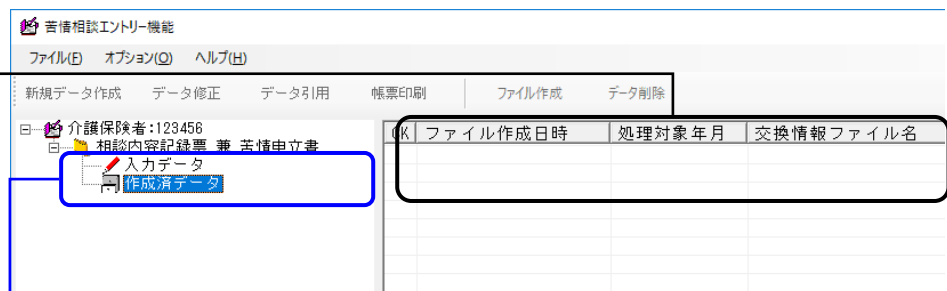 苦情相談エントリー機能
ファイル(F) オプション(O) ヘルプ(H)
新規データ作成 データ修正 データ引用 帳票印刷 ファイル作成 データ削除
介護保険者:123456
相談内容記録票 兼 苦情申立書
入力データ
作成済データ
OK ファイル作成日時 処理対象年月 交換情報ファイル名